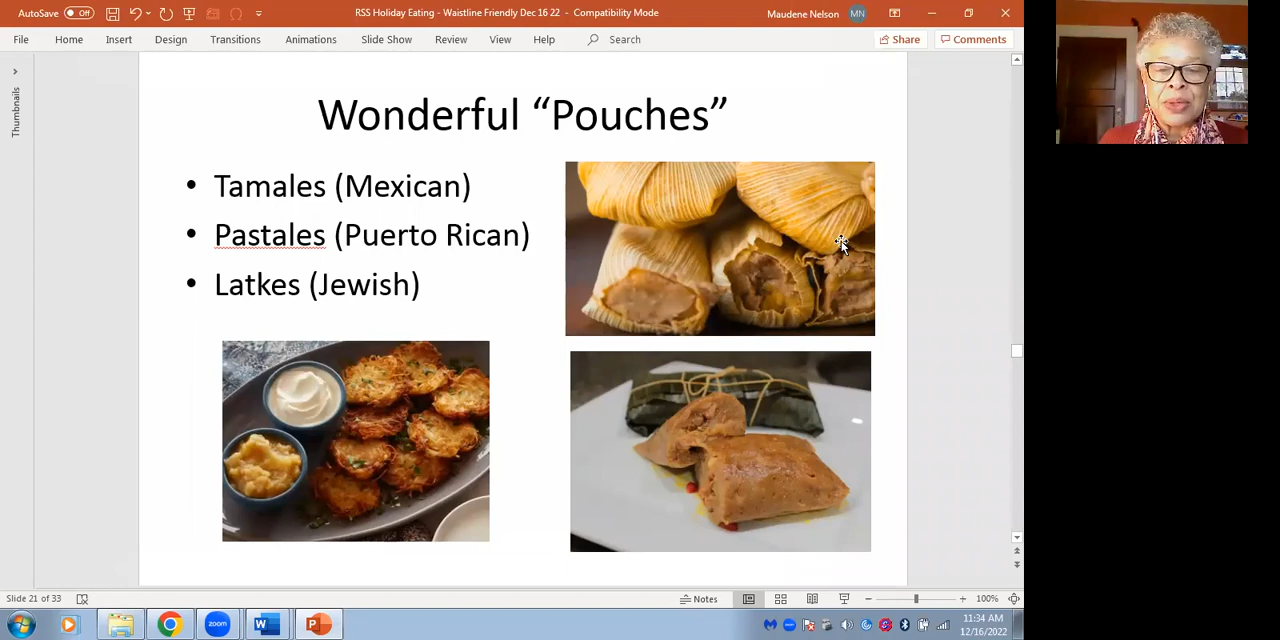 AutoSave Off
RSS Holiday Eating - Waistline Friendly Dec 16 22 - Compatibility Mode
Maudene Nelson MN
File Home Insert Design Transitions Animations Slide Show Review View Help Search
Share Comments
Thumbnails
Wonderful “Pouches”
• Tamales (Mexican)
• Pastales (Puerto Rican)
• Latkes (Jewish)
Slide 21 of 33
Notes
100%
zoom
11:34 AM
12/16/2022